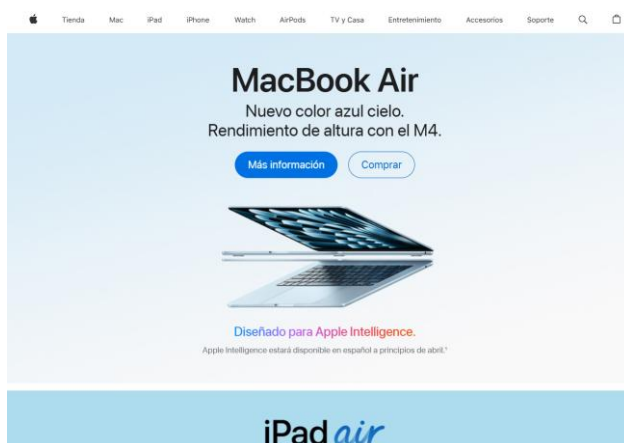 Tienda Mac iPad iPhone Watch AirPods TV y Casa Entretenimiento Accesorios Soporte
MacBook Air
Nuevo color azul cielo.
Rendimiento de altura con el M4.
Más información Comprar
Diseñado para Apple Intelligence.
Apple Intelligence estará disponible en español a principios de abril.*
iPad air